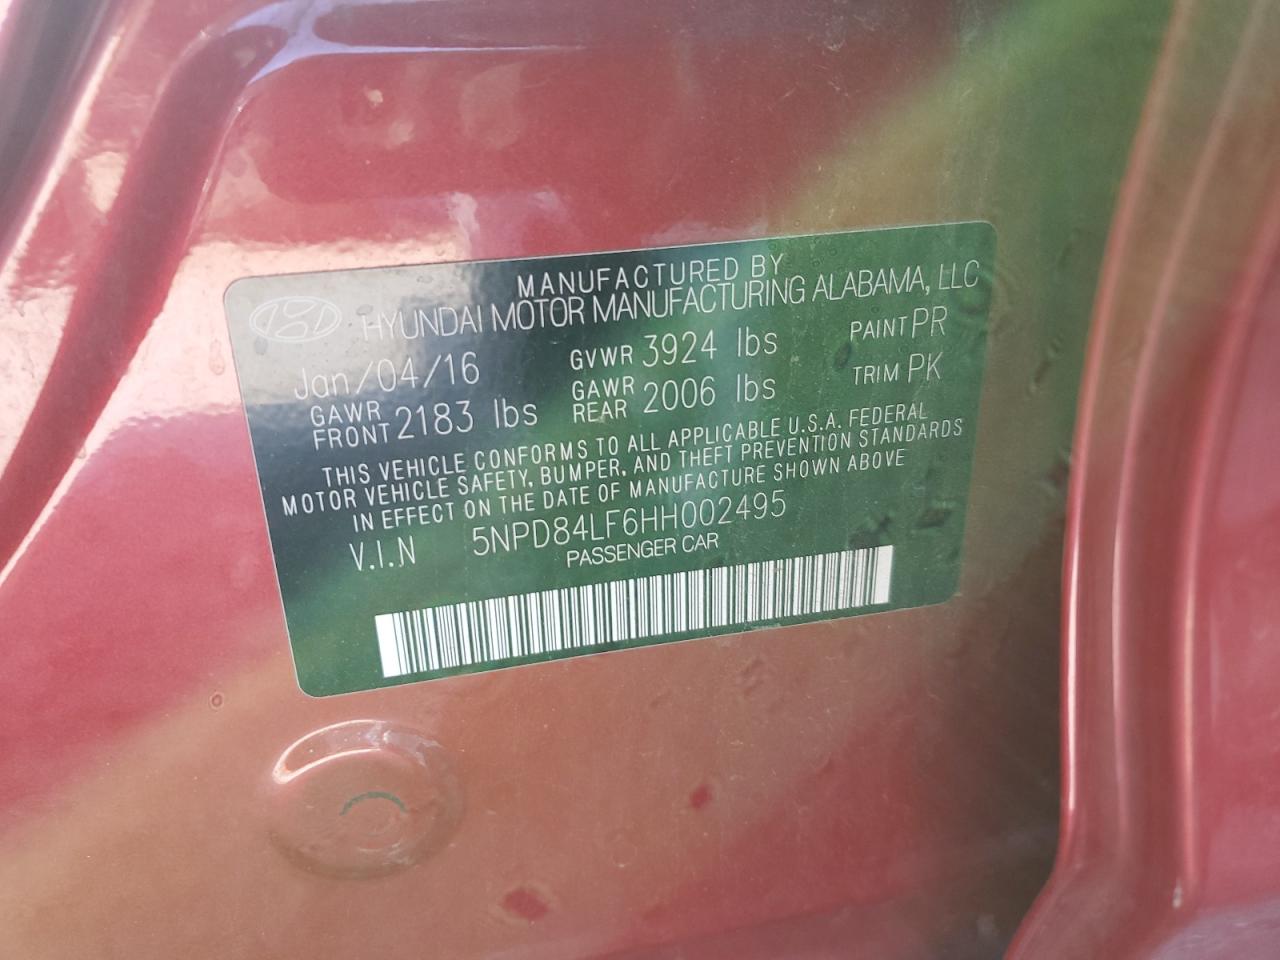 MANUFACTURED BY
HYUNDAI MOTOR MANUFACTURING ALABAMA, LLC
Jan/04/16 GVWR 3924 lbs PAINT PR
GAWR FRONT 2183 lbs GAWR REAR 2006 lbs TRIM PK
THIS VEHICLE CONFORMS TO ALL APPLICABLE U.S.A. FEDERAL
MOTOR VEHICLE SAFETY, BUMPER, AND THEFT PREVENTION STANDARDS
IN EFFECT ON THE DATE OF MANUFACTURE SHOWN ABOVE
V.I.N 5NPD84LF6HH002495
PASSENGER CAR